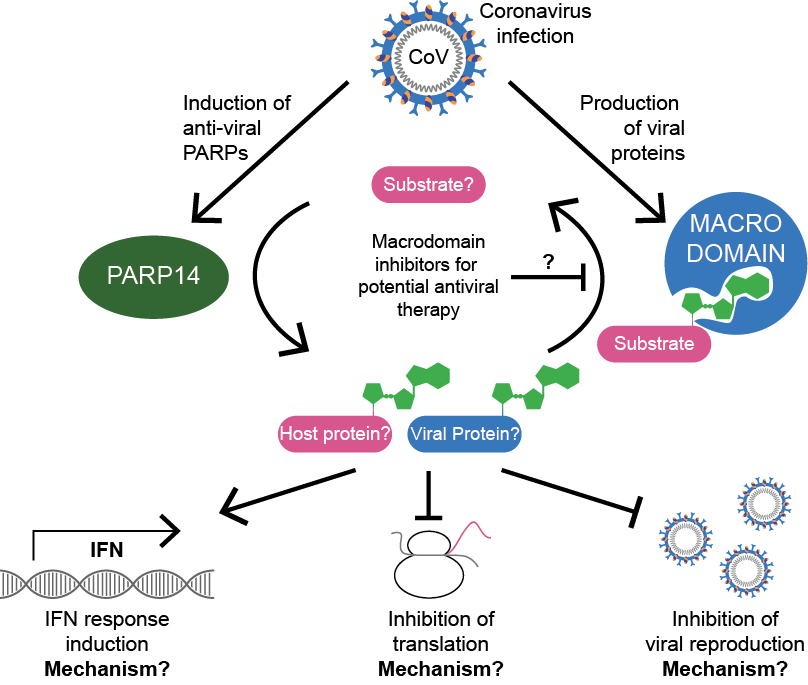 Coronavirus
infection
CoV
Induction of
anti-viral
PARPs
Production
of viral
proteins
Substrate?
MACRO
DOMAIN
PARP14
Macrodomain
inhibitors for
potential antiviral
therapy
?
Substrate
Host protein?
Viral Protein?
IFN
IFN response
induction
Mechanism?
Inhibition of
translation
Mechanism?
Inhibition of
viral reproduction
Mechanism?